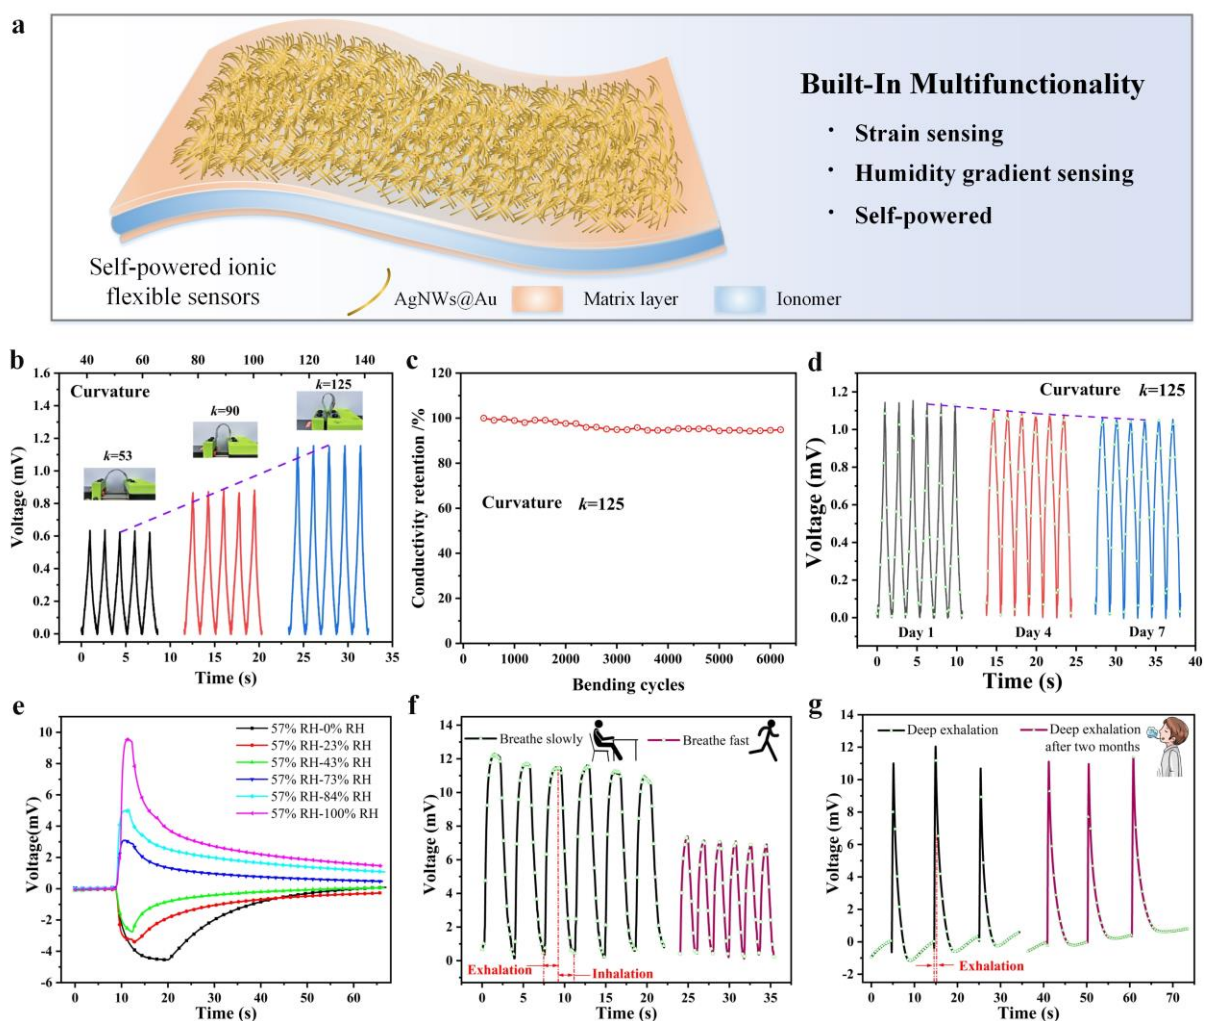 a
Built-In Multifunctionality
· Strain sensing
· Humidity gradient sensing
· Self-powered
Self-powered ionic
flexible sensors
AgNWs@Au
Matrix layer
Ionomer
b
40 60 80 100 120 140
Curvature
k=53
k=90
k=125
1.6
1.4
1.2
1.0
0.8
0.6
0.4
0.2
0.0
Voltage (mV)
0 5 10 15 20 25 30 35
Time (s)
c
120
100
80
60
40
20
0
Conductivity retention /%
Curvature k=125
1000 2000 3000 4000 5000 6000
Bending cycles
d
Curvature k=125
1.2
1.0
0.8
0.6
0.4
0.2
0.0
Voltage (mV)
Day 1
Day 4
Day 7
0 5 10 15 20 25 30 35 40
Time (s)
e
57% RH-0% RH
57% RH-23% RH
57% RH-43% RH
57% RH-73% RH
57% RH-84% RH
57% RH-100% RH
10
8
6
4
2
0
-2
-4
-6
Voltage(mV)
0 10 20 30 40 50 60
Time (s)
f
Breathe slowly
Breathe fast
14
12
10
8
6
4
2
0
Voltage (mV)
Exhalation
Inhalation
0 5 10 15 20 25 30 35
Time (s)
g
Deep exhalation
Deep exhalation
after two months
14
12
10
8
6
4
2
0
-2
Voltage (mV)
Exhalation
0 10 20 30 40 50 60 70
Time (s)